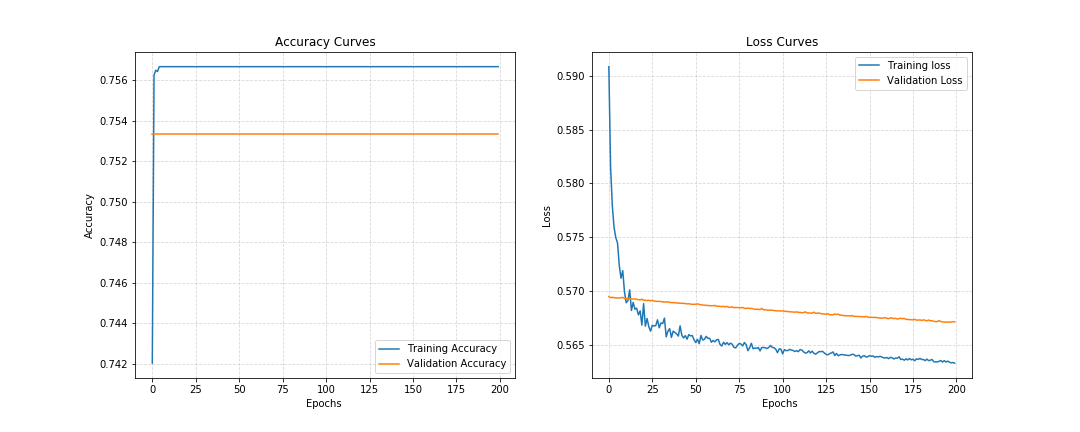 Accuracy Curves
0.756
0.754
0.752
0.750
0.748
0.746
0.744
0.742
Accuracy
0 25 50 75 100 125 150 175 200
Epochs
Training Accuracy
Validation Accuracy
Loss Curves
0.590
0.585
0.580
0.575
0.570
0.565
Loss
0 25 50 75 100 125 150 175 200
Epochs
Training loss
Validation Loss